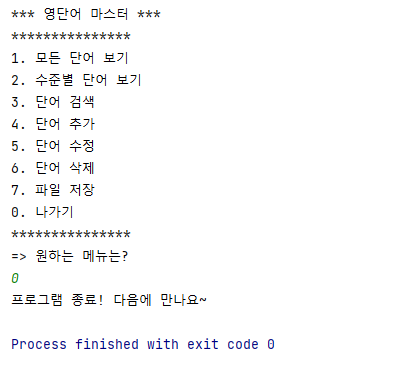 *** 영단어 마스터 ***
***************
1. 모든 단어 보기
2. 수준별 단어 보기
3. 단어 검색
4. 단어 추가
5. 단어 수정
6. 단어 삭제
7. 파일 저장
0. 나가기
***************
=> 원하는 메뉴는?
0
프로그램 종료! 다음에 만나요~
Process finished with exit code 0